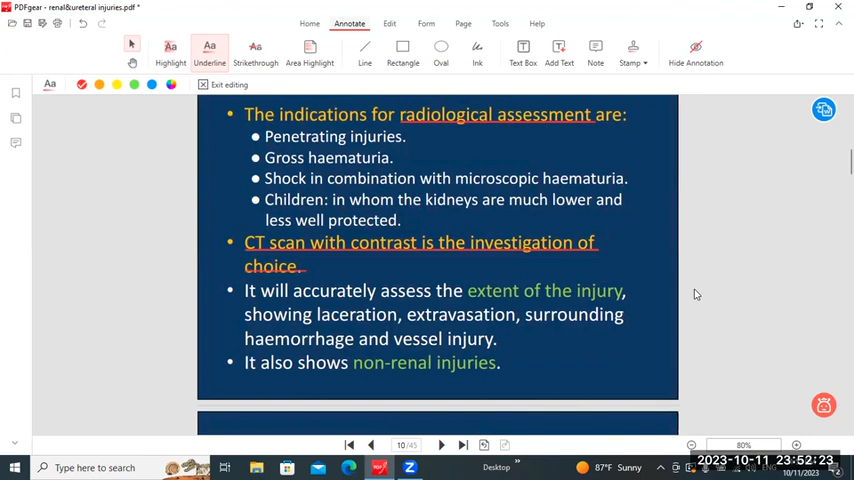 PDFgear - renal&ureteral injuries.pdf *
Home Annotate Edit Form Page Tools Help
Highlight Underline Strikethrough Area Highlight Line Rectangle Oval Ink Text Box Add Text Note Stamp Hide Annotation
Exit editing
• The indications for radiological assessment are:
● Penetrating injuries.
● Gross haematuria.
● Shock in combination with microscopic haematuria.
● Children: in whom the kidneys are much lower and
less well protected.
• CT scan with contrast is the investigation of
choice.
• It will accurately assess the extent of the injury,
showing laceration, extravasation, surrounding
haemorrhage and vessel injury.
• It also shows non-renal injuries.
10 /45
80%
Type here to search
Desktop
87°F Sunny
2023-10-11 23:52:23
10/11/2023